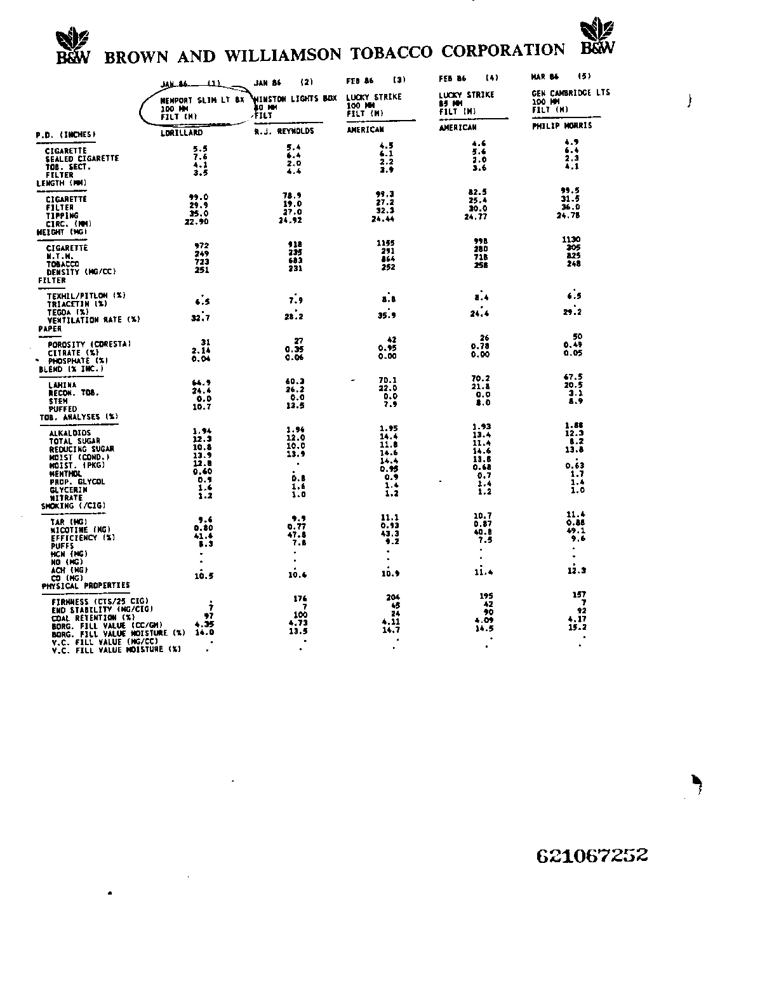 B&W BROWN AND WILLIAMSON TOBACCO CORPORATION B&W
JAN 86 (1) JAN 86 (2) FEB 86 (3) FEB 86 (4) MAR 86 (5)
NEWPORT SLIM LT BX WINSTON LIGHTS BOX LUCKY STRIKE LUCKY STRIKE GEN CAMBRIDGE LTS
100 MM 80 MM 100 MM 85 MM 100 MM
FILT (M) FILT FILT (M) FILT (M) FILT (M)
P.D. (INCHES) LORILLARD R.J. REYNOLDS AMERICAN AMERICAN PHILIP MORRIS
CIGARETTE 5.5 5.4 4.5 4.6 4.9
SEALED CIGARETTE 7.6 6.4 6.1 5.6 6.4
TOB. SECT. 4.1 2.0 2.2 2.0 2.3
FILTER 3.5 4.4 3.9 3.6 4.1
LENGTH (MM)
CIGARETTE 99.0 78.9 99.3 82.5 99.5
FILTER 29.9 19.0 27.2 25.4 31.5
TIPPING 35.0 27.0 32.3 30.0 36.0
CIRC. (MM) 22.90 24.92 24.44 24.77 24.78
WEIGHT (MG)
CIGARETTE 972 918 1155 998 1130
N.T.M. 249 235 291 280 305
TOBACCO 723 683 864 718 825
DENSITY (MG/CC) 251 231 252 258 248
FILTER
TEXHIL/PITLOH (%) . . . .
TRIACETIN (%) 6.5 7.9 8.8 8.4 6.5
TEGDA (%) . . . .
VENTILATION RATE (%) 32.7 28.2 35.9 24.4 29.2
PAPER
POROSITY (CORESTA) 31 27 42 26 50
CITRATE (%) 2.14 0.35 0.95 0.78 0.49
PHOSPHATE (%) 0.04 0.06 0.00 0.00 0.05
BLEND (% INC.)
LAMINA 64.9 60.3 70.1 70.2 67.5
RECON. TOB. 24.4 26.2 22.0 21.8 20.5
STEM 0.0 0.0 0.0 0.0 3.1
PUFFED 10.7 13.5 7.9 8.0 8.9
TOB. ANALYSES (%)
ALKALOIDS 1.94 1.94 1.95 1.93 1.88
TOTAL SUGAR 12.3 12.0 14.4 13.4 12.3
REDUCING SUGAR 10.8 10.0 11.8 11.4 8.2
MOIST (COND.) 13.9 13.9 14.6 14.6 13.8
MOIST. (PKG) 12.8 . 14.4 13.8 .
MENTHOL 0.60 0.95 0.68 0.63
PROP. GLYCOL 0.9 0.8 0.9 0.7 1.7
GLYCERIN 1.6 1.6 1.4 1.4 1.4
NITRATE 1.2 1.0 1.2 1.2 1.0
SMOKING (/CIG)
TAR (MG) 9.6 9.9 11.1 10.7 11.4
NICOTINE (MG) 0.80 0.77 0.93 0.87 0.88
EFFICIENCY (%) 41.6 47.8 43.3 40.8 49.1
PUFFS 8.3 7.8 9.2 7.5 9.6
HCN (MG) . . . . .
NO (MG) . . . . .
ACH (MG) . . . . .
CO (MG) 10.5 10.6 10.9 11.4 12.3
PHYSICAL PROPERTIES
FIRMNESS (CTS/25 CIG) . 176 204 195 157
END STABILITY (MG/CIG) 7 7 45 42 7
COAL RETENTION (%) 97 100 24 90 92
BORG. FILL VALUE (CC/GM) 4.35 4.73 4.11 4.09 4.17
BORG. FILL VALUE MOISTURE (%) 14.0 13.5 14.7 14.5 15.2
V.C. FILL VALUE (MG/CC) . . . . .
V.C. FILL VALUE MOISTURE (%) . . . . .
621067252